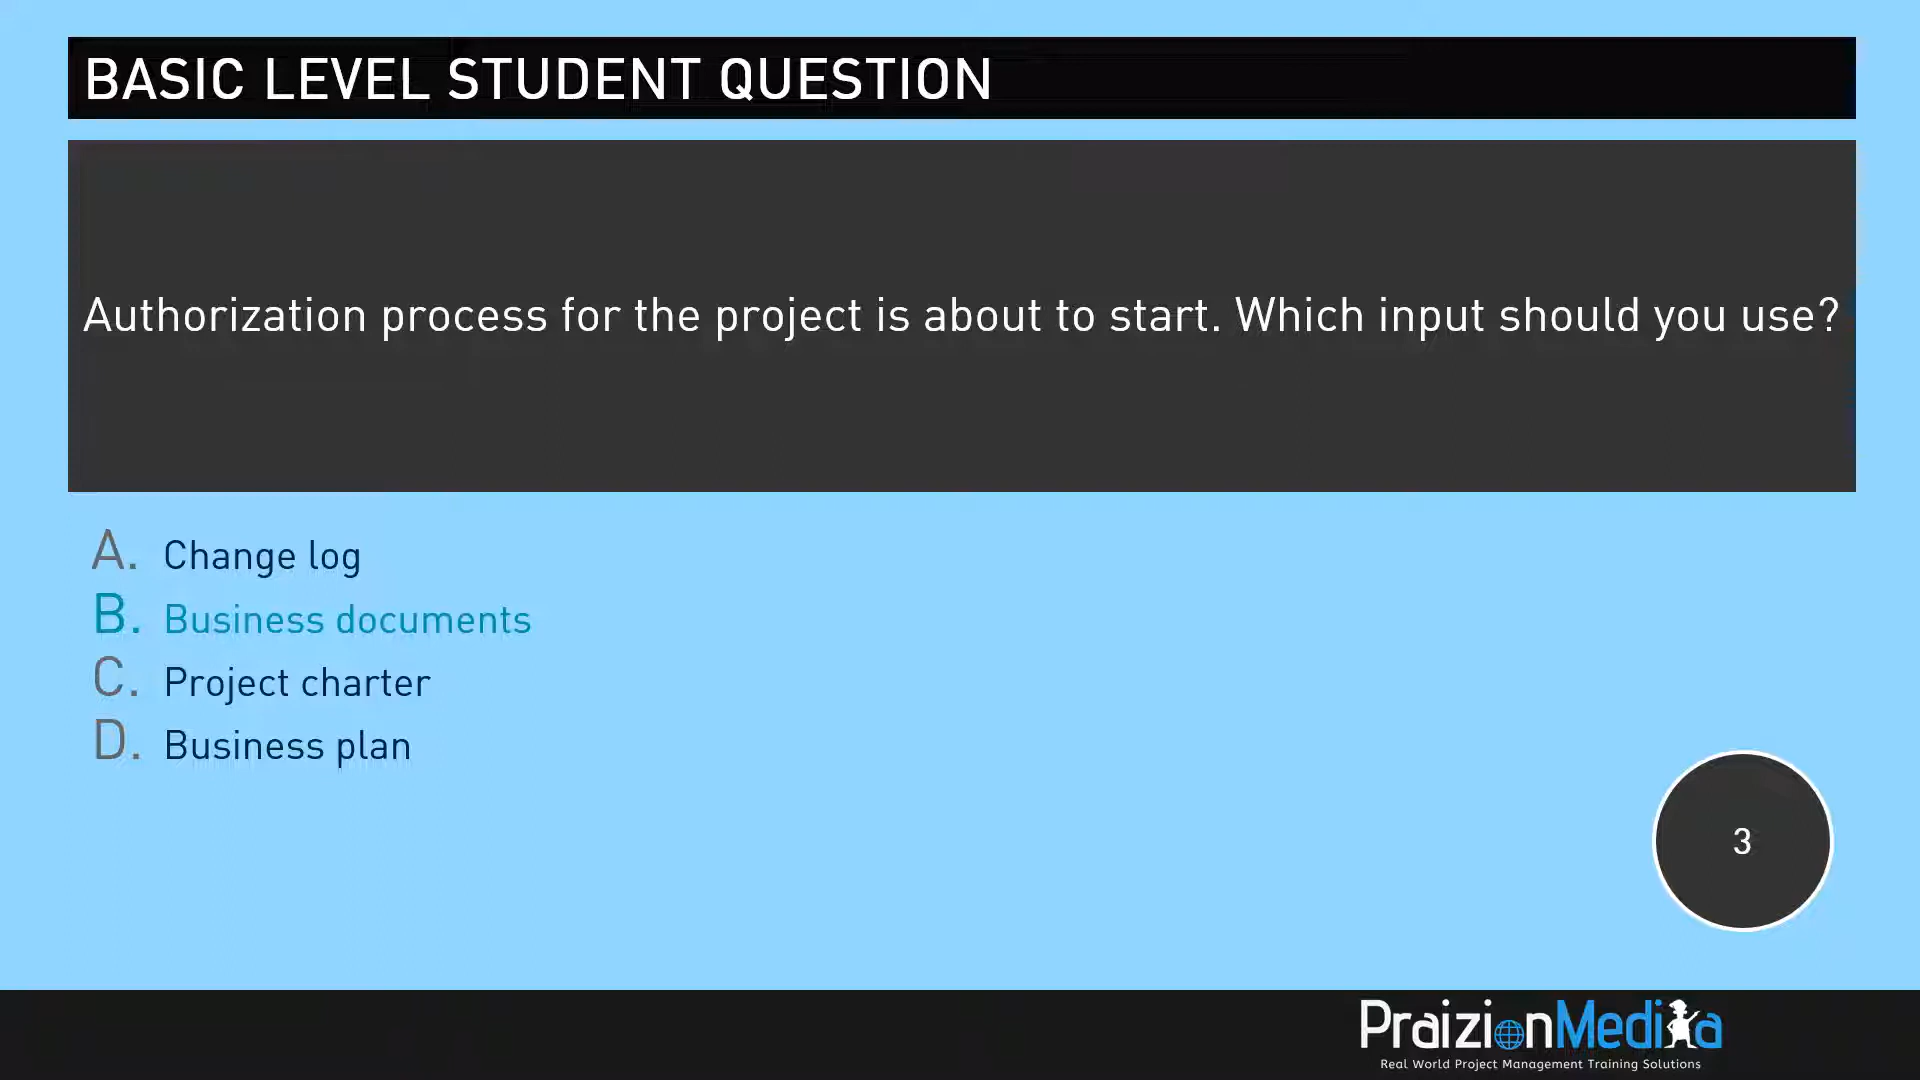 BASIC LEVEL STUDENT QUESTION
Authorization process for the project is about to start. Which input should you use?
A. Change log
B. Business documents
C. Project charter
D. Business plan
3
PraizionMedia
Real World Project Management Training Solutions